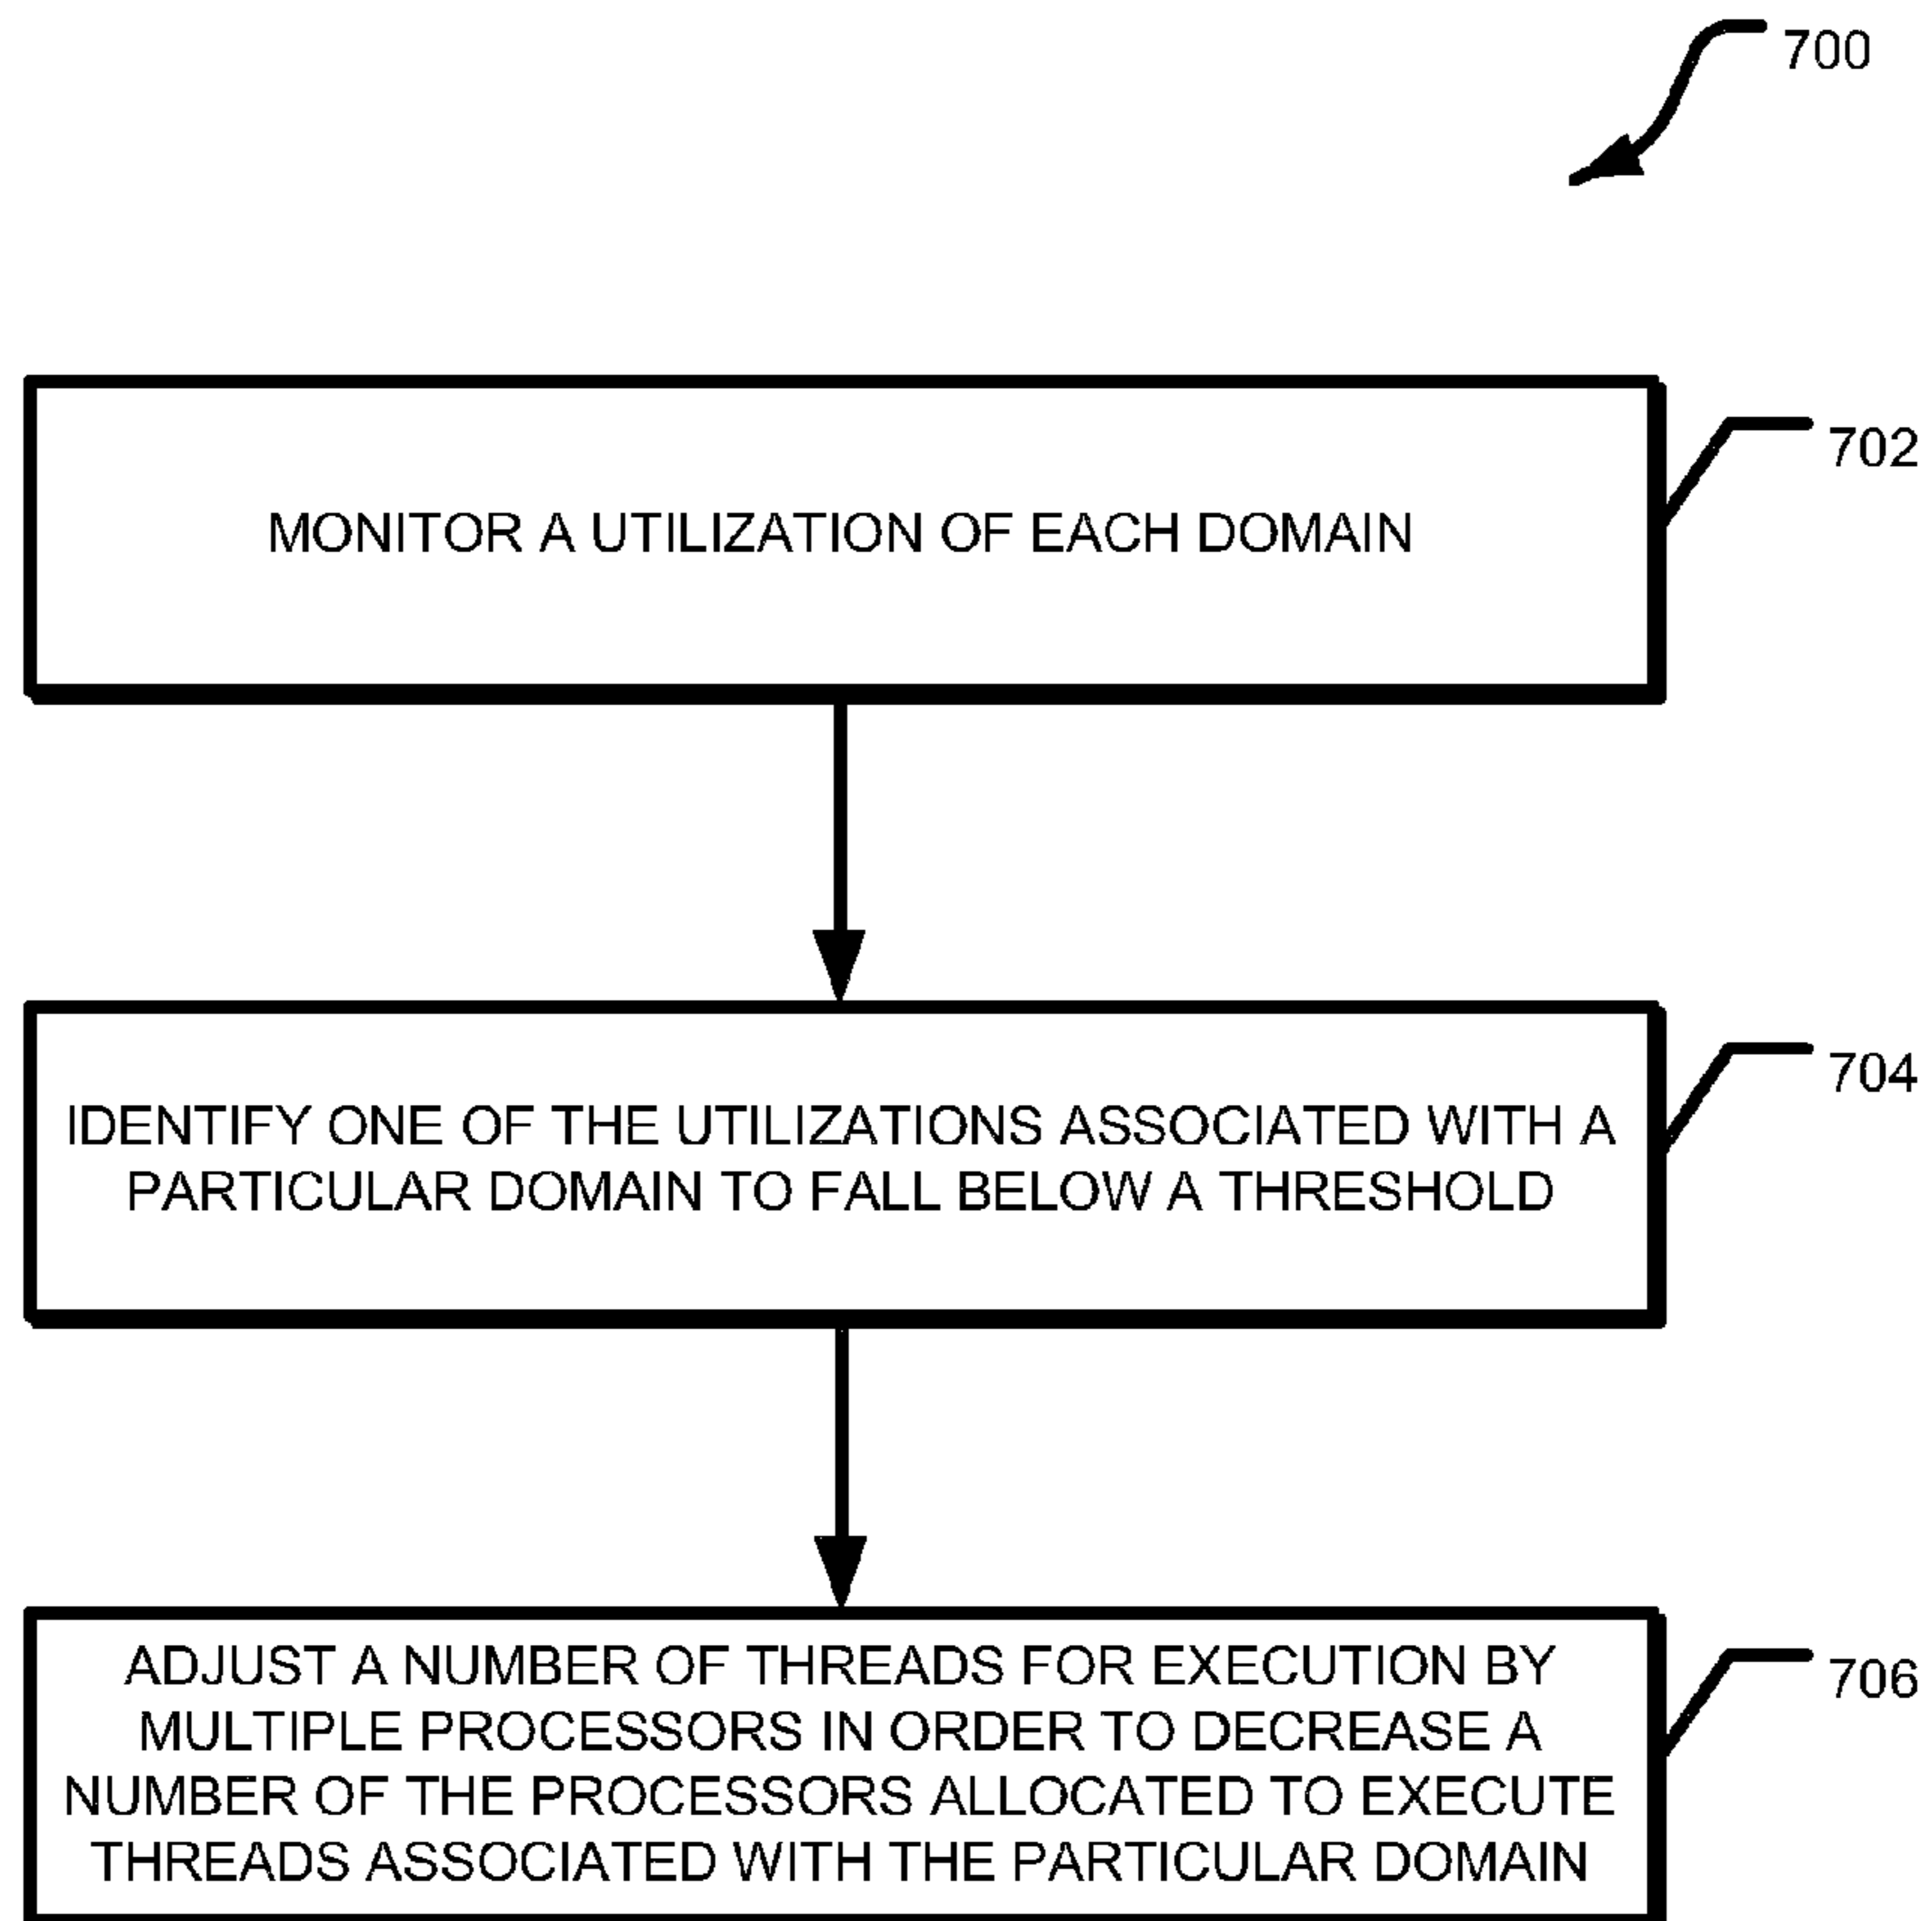 700
MONITOR A UTILIZATION OF EACH DOMAIN
702
IDENTIFY ONE OF THE UTILIZATIONS ASSOCIATED WITH A
PARTICULAR DOMAIN TO FALL BELOW A THRESHOLD
704
ADJUST A NUMBER OF THREADS FOR EXECUTION BY
MULTIPLE PROCESSORS IN ORDER TO DECREASE A
NUMBER OF THE PROCESSORS ALLOCATED TO EXECUTE
THREADS ASSOCIATED WITH THE PARTICULAR DOMAIN
706